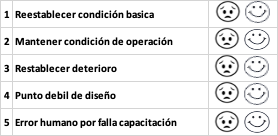 1 Reestablecer condición basica
2 Mantener condición de operación
3 Restablecer deterioro
4 Punto debil de diseño
5 Error humano por falla capacitación